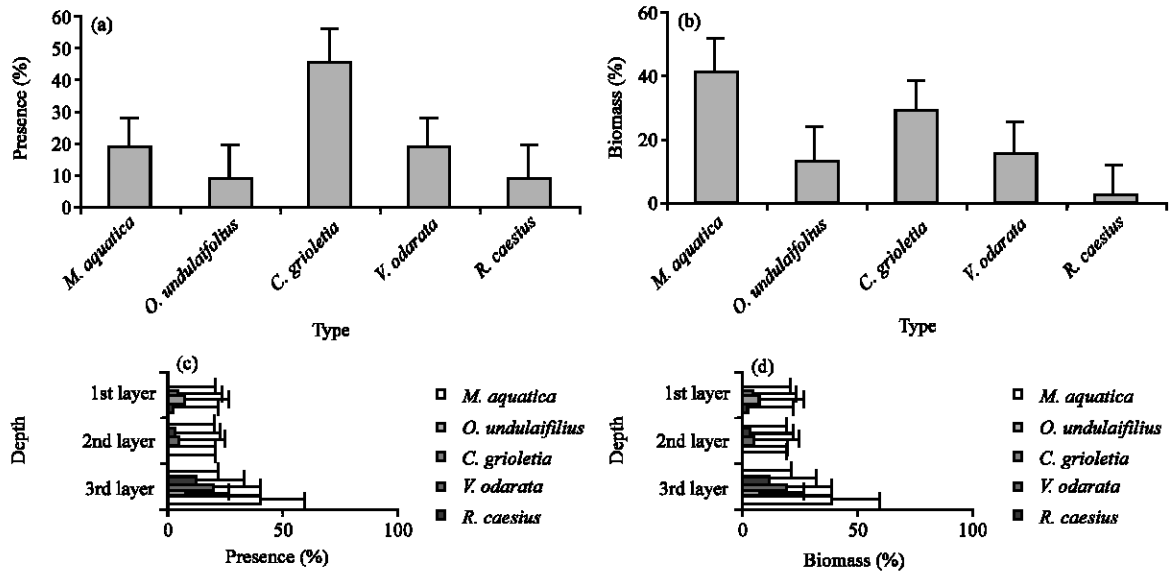 (a)
60
50
40
30
20
10
0
Presence (%)
M. aquatica
O. undulaifolius
C. grioletia
V. odarata
R. caesius
Type
(b)
60
40
20
0
Biomass (%)
M. aquatica
O. undulaifolius
C. grioletia
V. odarata
R. caesius
Type
(c)
Depth
1st layer
2nd layer
3rd layer
0 50 100
Presence (%)
M. aquatica
O. undulaifilius
C. grioletia
V. odarata
R. caesius
(d)
Depth
1st layer
2nd layer
3rd layer
0 50 100
Biomass (%)
M. aquatica
O. undulaifilius
C. grioletia
V. odarata
R. caesius